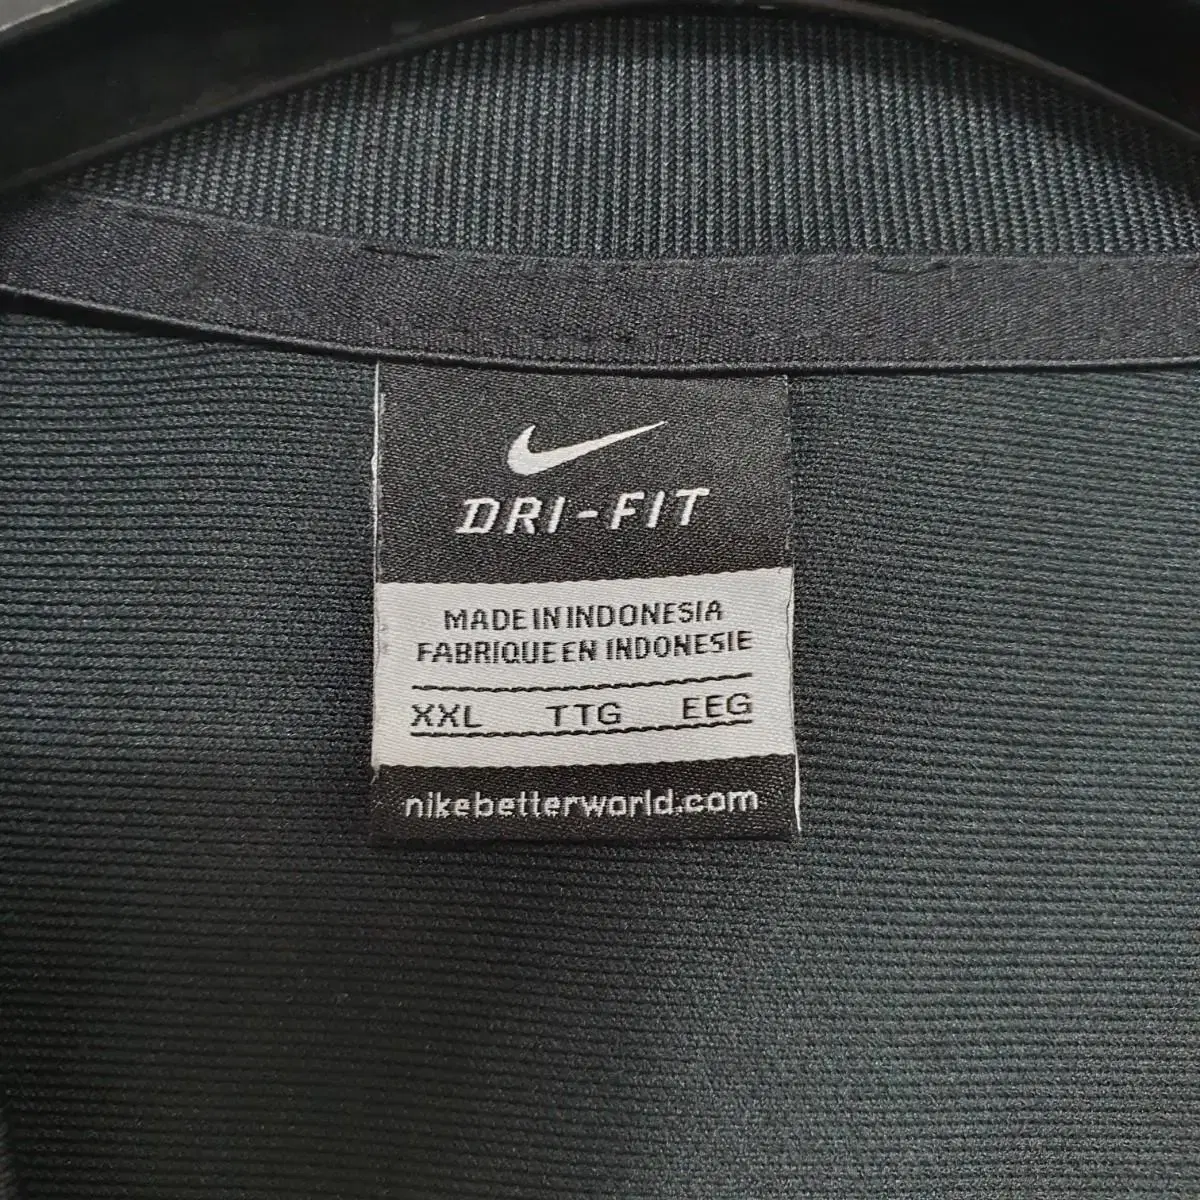 DRI-FIT
MADE IN INDONESIA
FABRIQUE EN INDONESIE
XXL TTG EEG
nikebetterworld.com